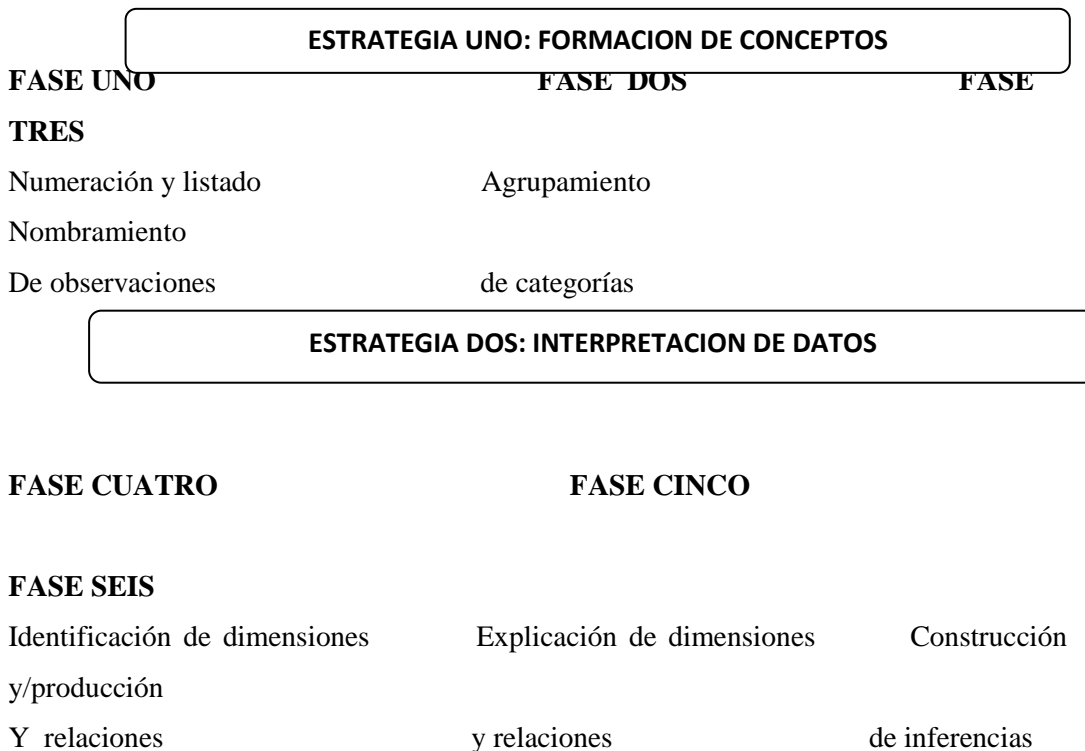 ESTRATEGIA UNO: FORMACION DE CONCEPTOS
FASE UNO FASE DOS FASE
TRES
Numeración y listado Agrupamiento
Nombramiento
De observaciones de categorías
ESTRATEGIA DOS: INTERPRETACION DE DATOS
FASE CUATRO FASE CINCO
FASE SEIS
Identificación de dimensiones Explicación de dimensiones Construcción
y/producción
Y relaciones y relaciones de inferencias